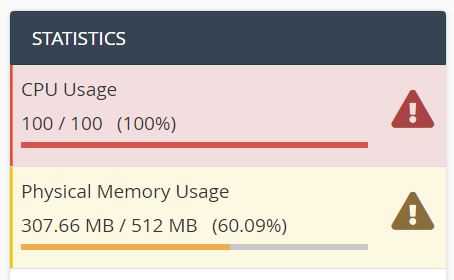 STATISTICS
CPU Usage
100 / 100 (100%)
Physical Memory Usage
307.66 MB / 512 MB (60.09%)